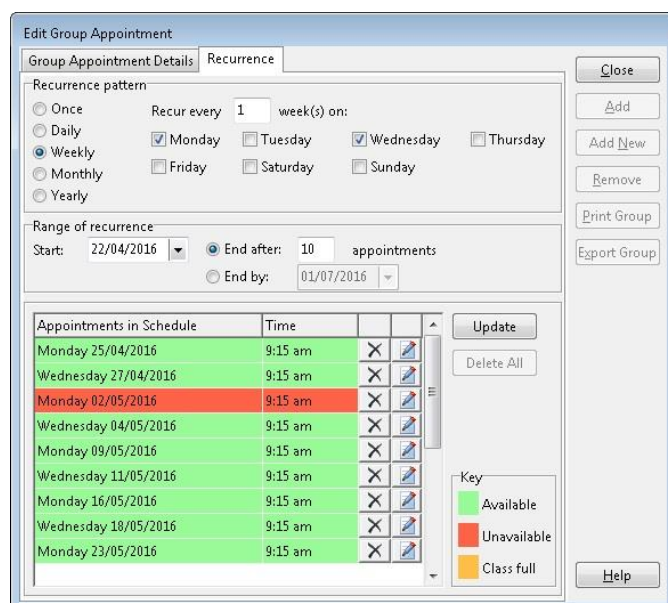 Edit Group Appointment
Group Appointment Details Recurrence
Recurrence pattern
Once
Daily
Weekly
Monthly
Yearly
Recur every 1 week(s) on:
Monday Tuesday Wednesday Thursday
Friday Saturday Sunday
Range of recurrence
Start: 22/04/2016 End after: 10 appointments
End by: 01/07/2016
Appointments in Schedule Time
Monday 25/04/2016 9:15 am
Wednesday 27/04/2016 9:15 am
Monday 02/05/2016 9:15 am
Wednesday 04/05/2016 9:15 am
Monday 09/05/2016 9:15 am
Wednesday 11/05/2016 9:15 am
Monday 16/05/2016 9:15 am
Wednesday 18/05/2016 9:15 am
Monday 23/05/2016 9:15 am
Update
Delete All
Key
Available
Unavailable
Class full
Close
Add
Add New
Remove
Print Group
Export Group
Help